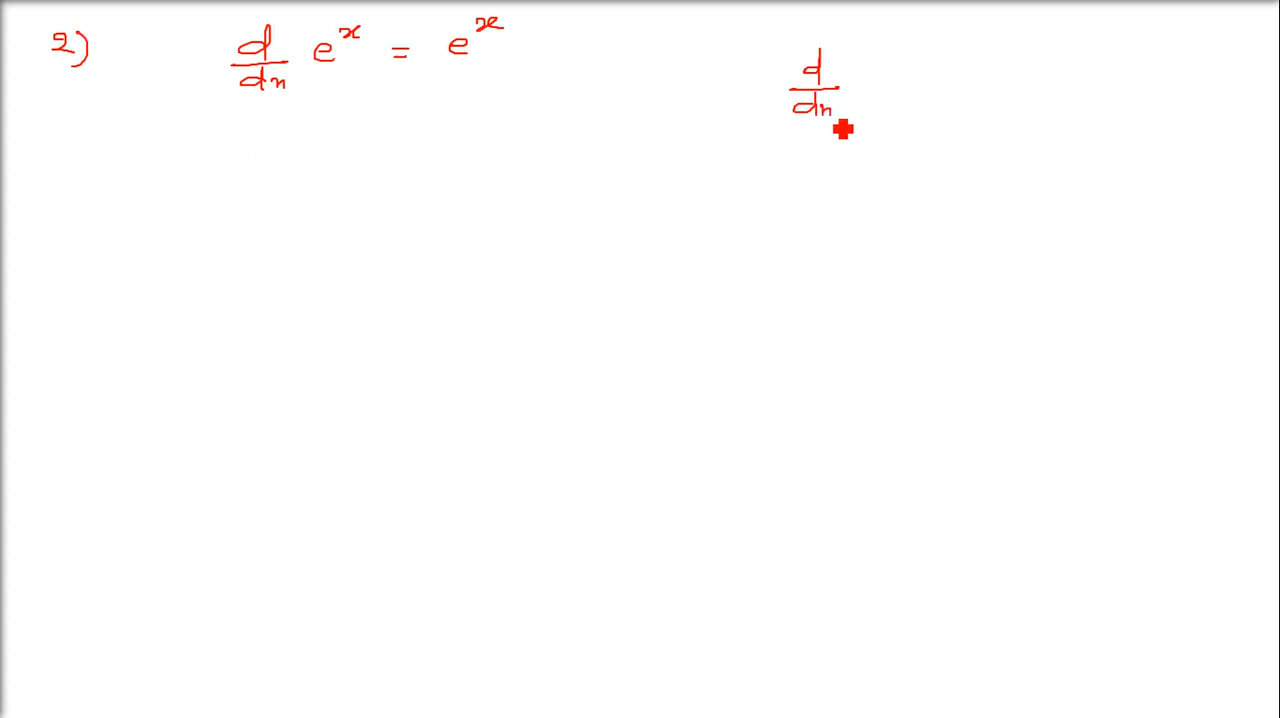 2) d/dx e^x = e^x
d/dx